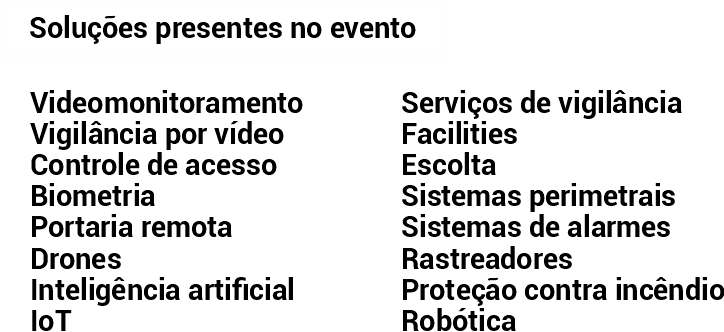 Soluções presentes no evento
Videomonitoramento
Vigilância por vídeo
Controle de acesso
Biometria
Portaria remota
Drones
Inteligência artificial
IoT
Serviços de vigilância
Facilities
Escolta
Sistemas perimetrais
Sistemas de alarmes
Rastreadores
Proteção contra incêndio
Robótica